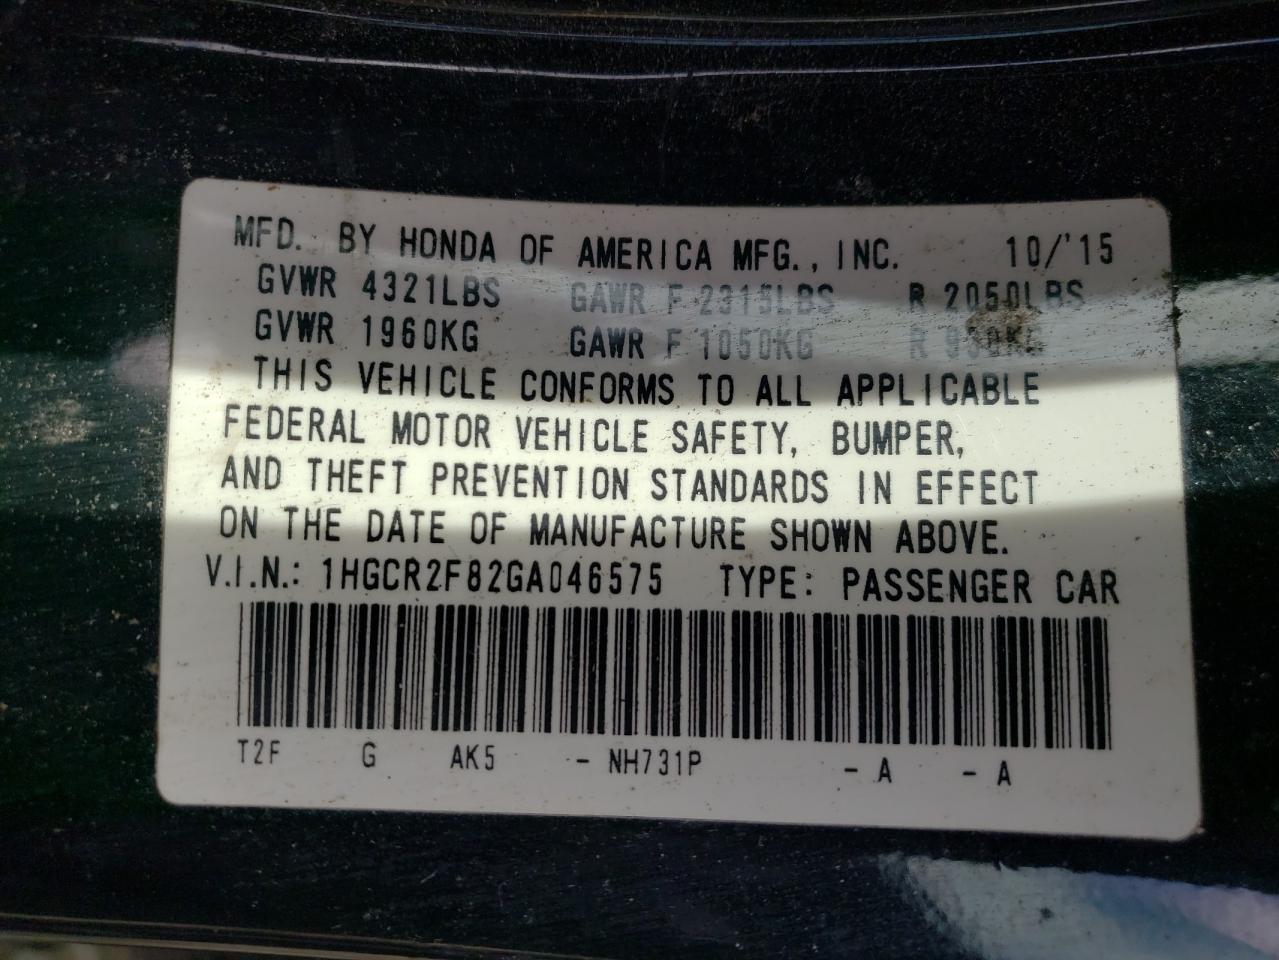 MFD. BY HONDA OF AMERICA MFG., INC. 10/'15
GVWR 4321LBS GAWR F 2315LBS R 2050LBS
GVWR 1960KG GAWR F 1050KG R 930KG
THIS VEHICLE CONFORMS TO ALL APPLICABLE
FEDERAL MOTOR VEHICLE SAFETY, BUMPER,
AND THEFT PREVENTION STANDARDS IN EFFECT
ON THE DATE OF MANUFACTURE SHOWN ABOVE.
V.I.N.: 1HGCR2F82GA046575 TYPE: PASSENGER CAR
T2F G AK5 - NH731P - A - A